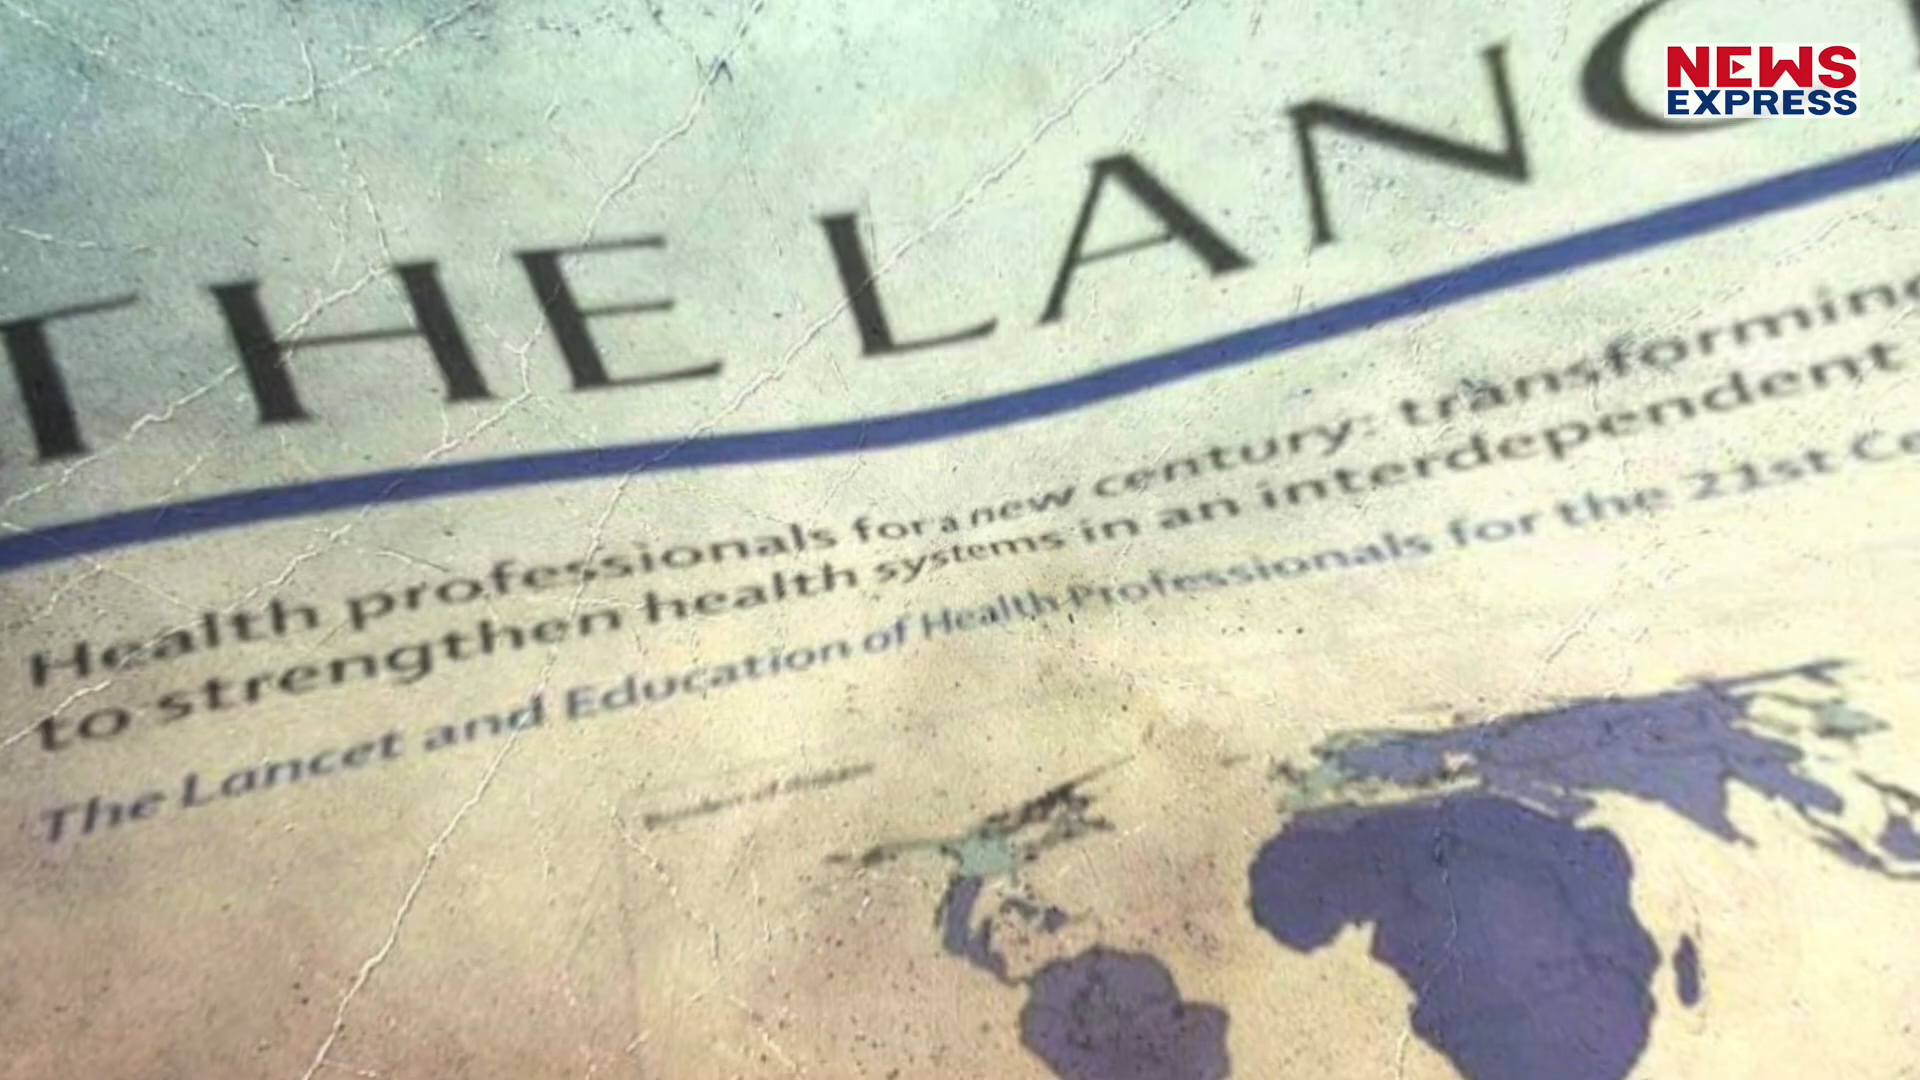 NEWS
EXPRESS
THE LANC
Health professionals for a new century: transforming
to strengthen health systems in an interdependent
The Lancet and Education of Health Professionals for the 21st Ce